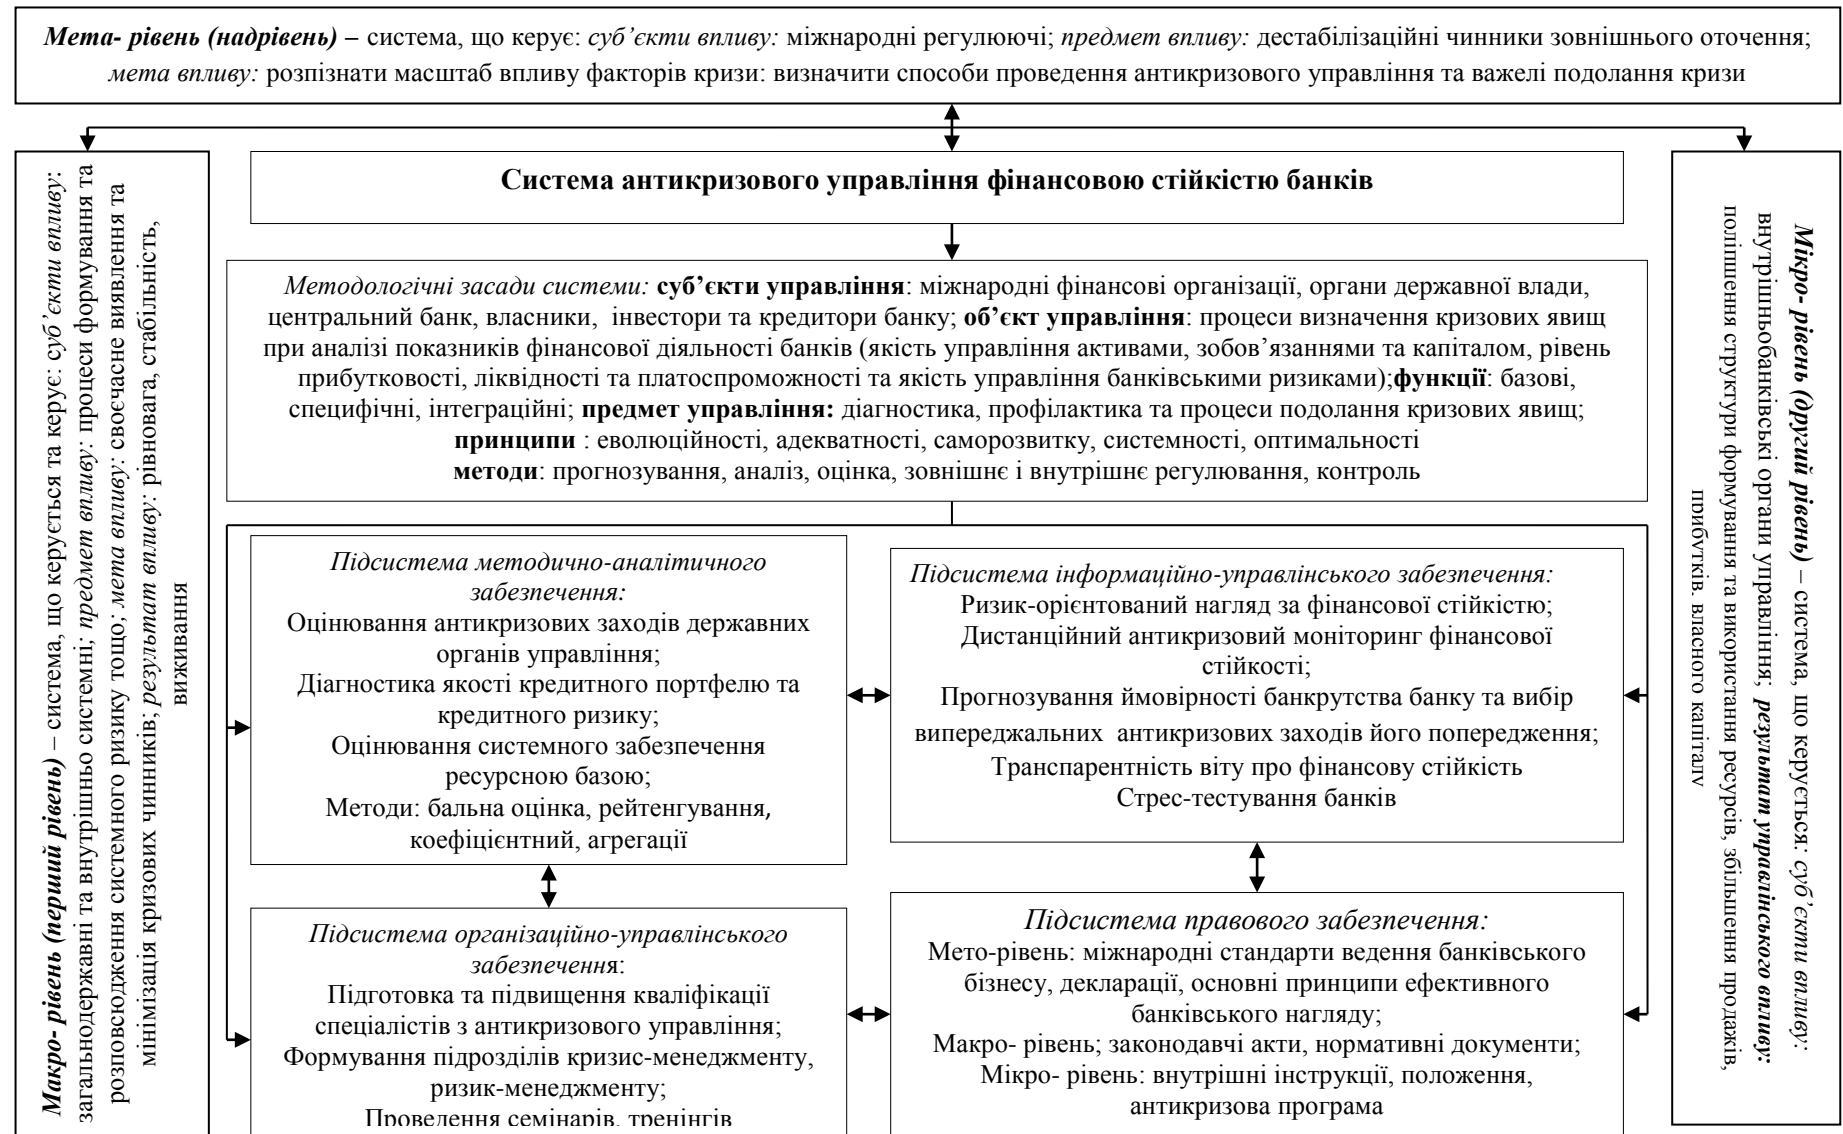 Мета- рівень (надрівень) – система, що керує: суб’єкти впливу: міжнародні регулюючі; предмет впливу: дестабілізаційні чинники зовнішнього оточення;
мета впливу: розпізнати масштаб впливу факторів кризи: визначити способи проведення антикризового управління та важелі подолання кризи
Макро- рівень (перший рівень) – система, що керується та керує: суб’єкти впливу:
загальнодержавні та внутрішньо системні; предмет впливу: процеси формування та
розповсюдження системного ризику тощо; мета впливу: своєчасне виявлення та
мінімізація кризових чинників; результат впливу: рівновага, стабільність,
виживання
Система антикризового управління фінансовою стійкістю банків
Методологічні засади системи: суб’єкти управління: міжнародні фінансові організації, органи державної влади,
центральний банк, власники, інвестори та кредитори банку; об’єкт управління: процеси визначення кризових явищ
при аналізі показників фінансової діяльності банків (якість управління активами, зобов’язаннями та капіталом, рівень
прибутковості, ліквідності та платоспроможності та якість управління банківськими ризиками);функції: базові,
специфічні, інтеграційні; предмет управління: діагностика, профілактика та процеси подолання кризових явищ;
принципи : еволюційності, адекватності, саморозвитку, системності, оптимальності
методи: прогнозування, аналіз, оцінка, зовнішнє і внутрішнє регулювання, контроль
Підсистема методично-аналітичного
забезпечення:
Оцінювання антикризових заходів державних
органів управління;
Діагностика якості кредитного портфелю та
кредитного ризику;
Оцінювання системного забезпечення
ресурсною базою;
Методи: бальна оцінка, рейтенгування,
коефіцієнтний, агрегації
Підсистема інформаційно-управлінського забезпечення:
Ризик-орієнтований нагляд за фінансової стійкістю;
Дистанційний антикризовий моніторинг фінансової
стійкості;
Прогнозування ймовірності банкрутства банку та вибір
випереджальних антикризових заходів його попередження;
Транспарентність віту про фінансову стійкість
Стрес-тестування банків
Підсистема організаційно-управлінського
забезпечення:
Підготовка та підвищення кваліфікації
спеціалістів з антикризового управління;
Формування підрозділів кризис-менеджменту,
ризик-менеджменту;
Проведення семінарів, тренінгів
Підсистема правового забезпечення:
Мето-рівень: міжнародні стандарти ведення банківського
бізнесу, декларації, основні принципи ефективного
банківського нагляду;
Макро- рівень; законодавчі акти, нормативні документи;
Мікро- рівень: внутрішні інструкції, положення,
антикризова програма
Мікро- рівень (другий рівень) – система, що керується: суб’єкти впливу:
внутрішньобанківські органи управління; результат управлінського впливу:
поліпшення структури формування та використання ресурсів, збільшення продажів,
прибутків, власного капіталу